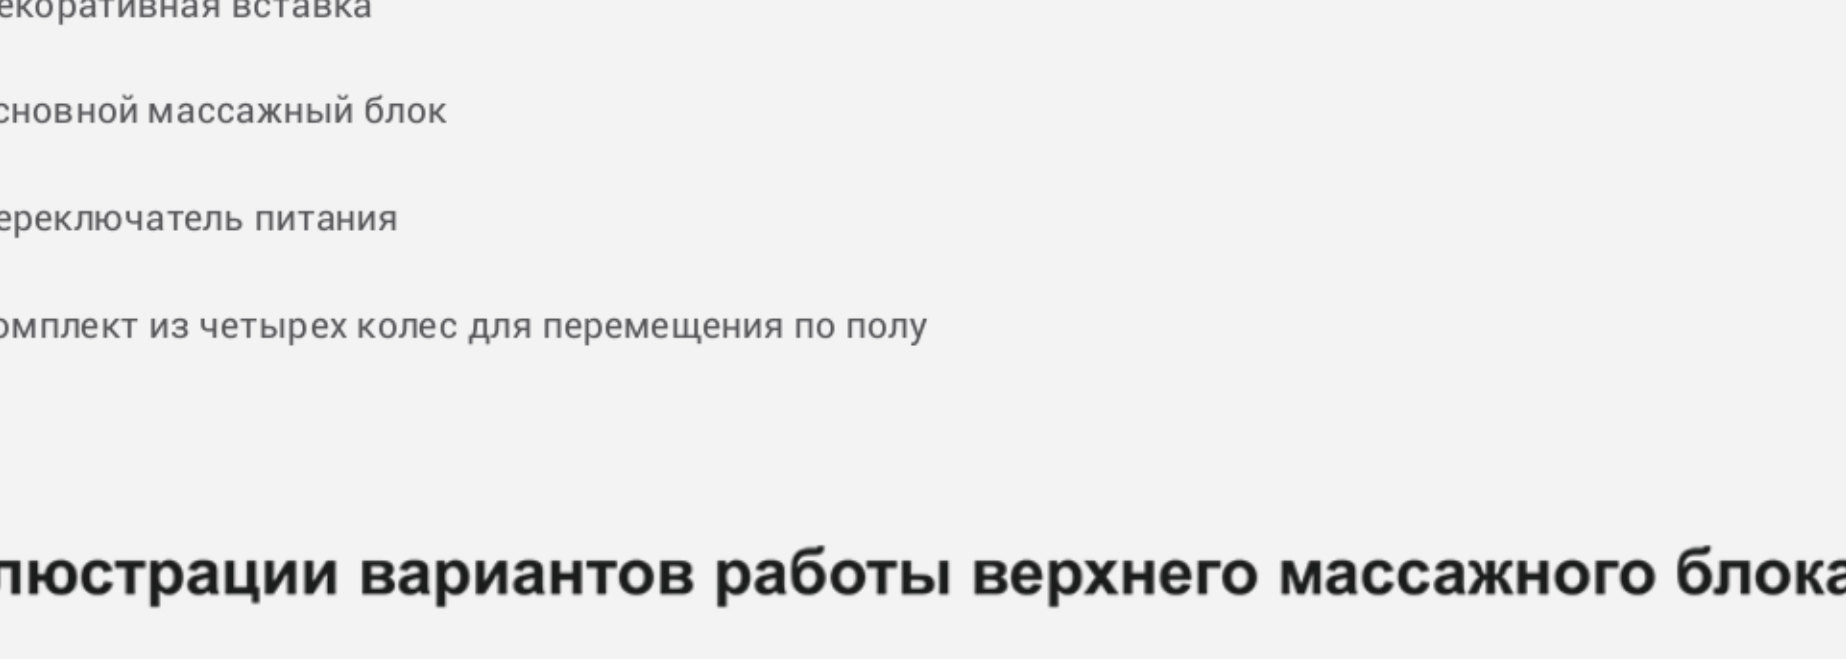 екоративная вставка
сновной массажный блок
ереключатель питания
омплект из четырех колес для перемещения по полу
люстрации вариантов работы верхнего массажного блока